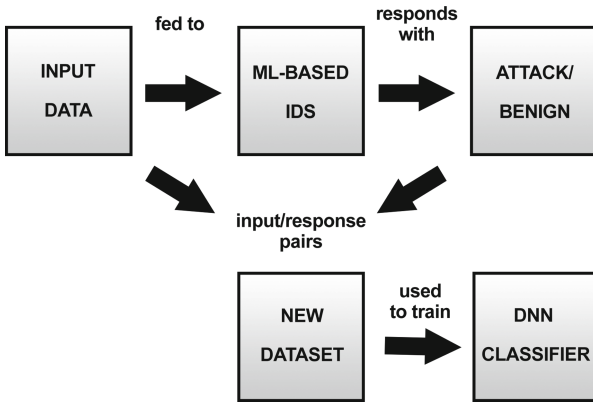 fed to
responds
with
INPUT
DATA
ML-BASED
IDS
ATTACK/
BENIGN
input/response
pairs
NEW
DATASET
used
to train
DNN
CLASSIFIER